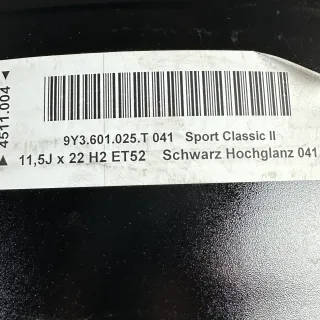 ◄ 4511.004 ►
9Y3.601.025.T 041 Sport Classic II
11,5J x 22 H2 ET52 Schwarz Hochglanz 041